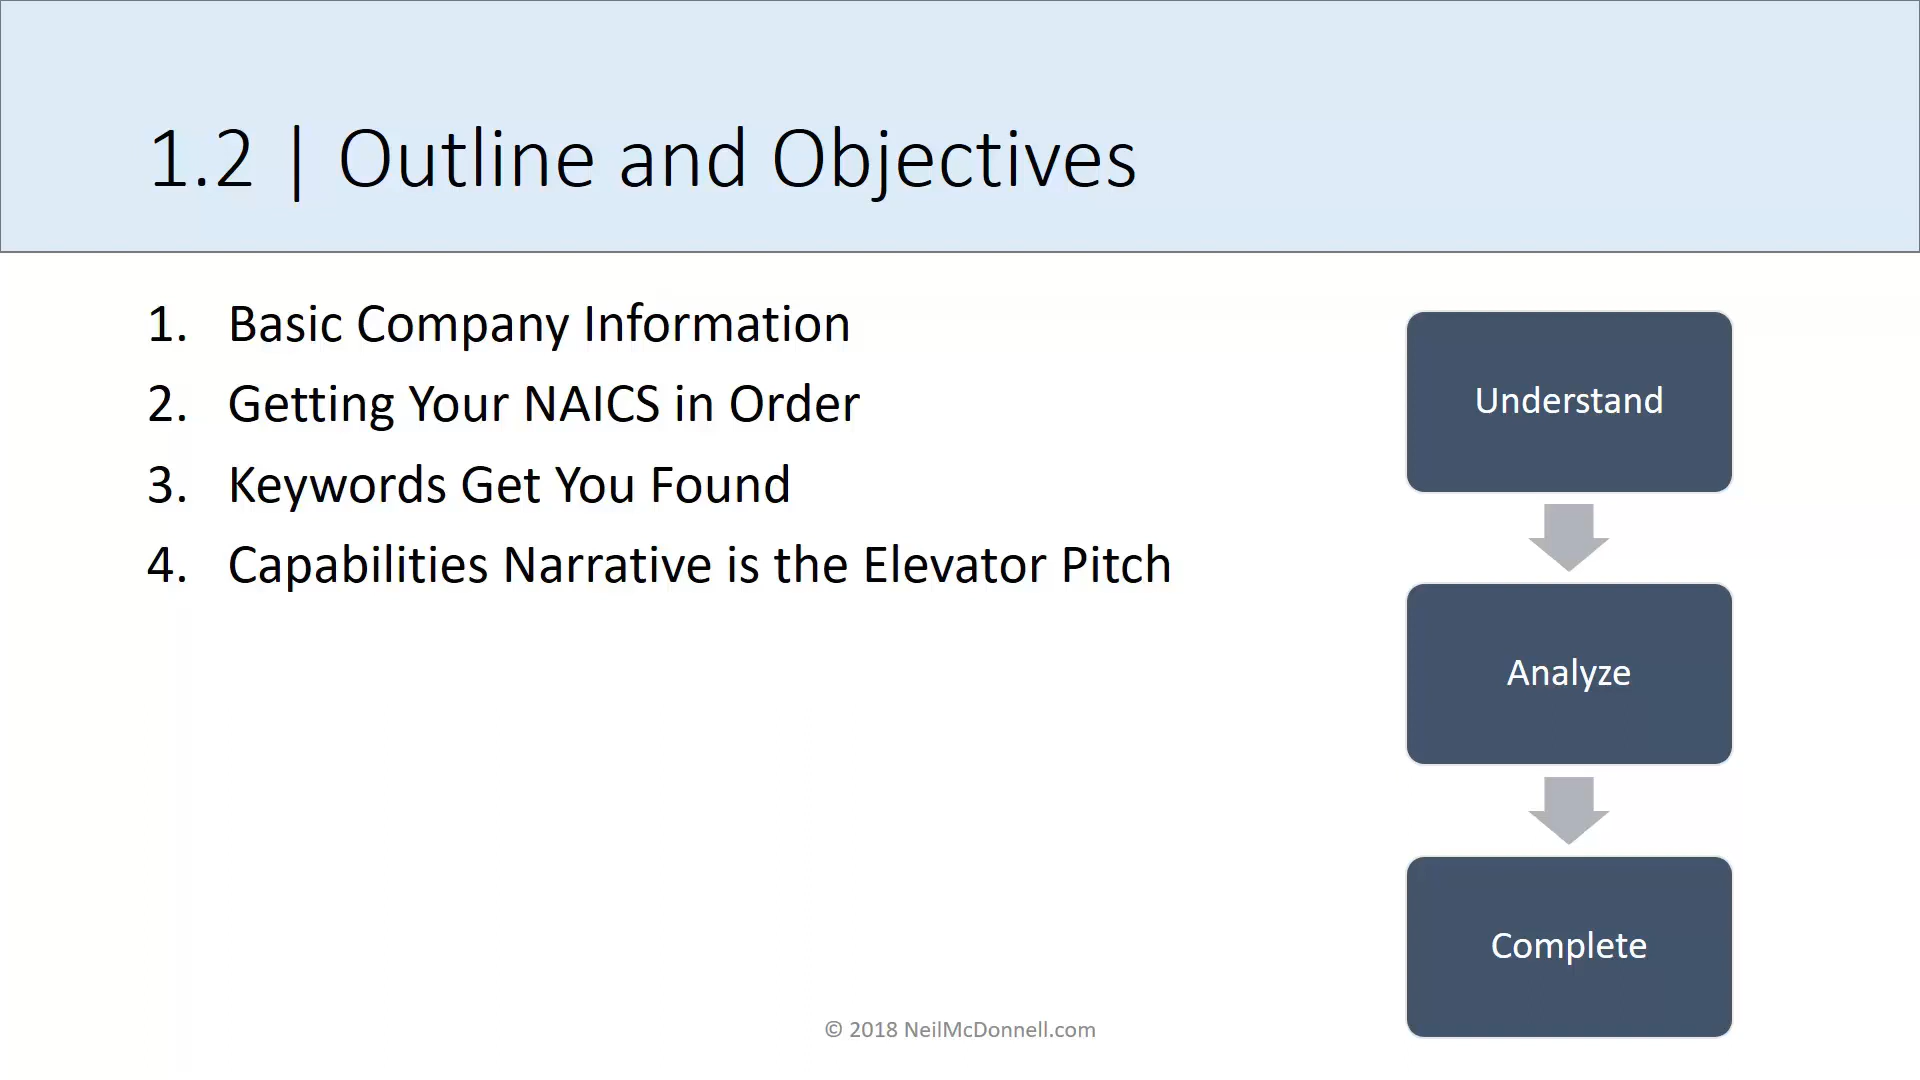 1.2 | Outline and Objectives
1. Basic Company Information
2. Getting Your NAICS in Order
3. Keywords Get You Found
4. Capabilities Narrative is the Elevator Pitch
Understand
Analyze
Complete
© 2018 NeilMcDonnell.com